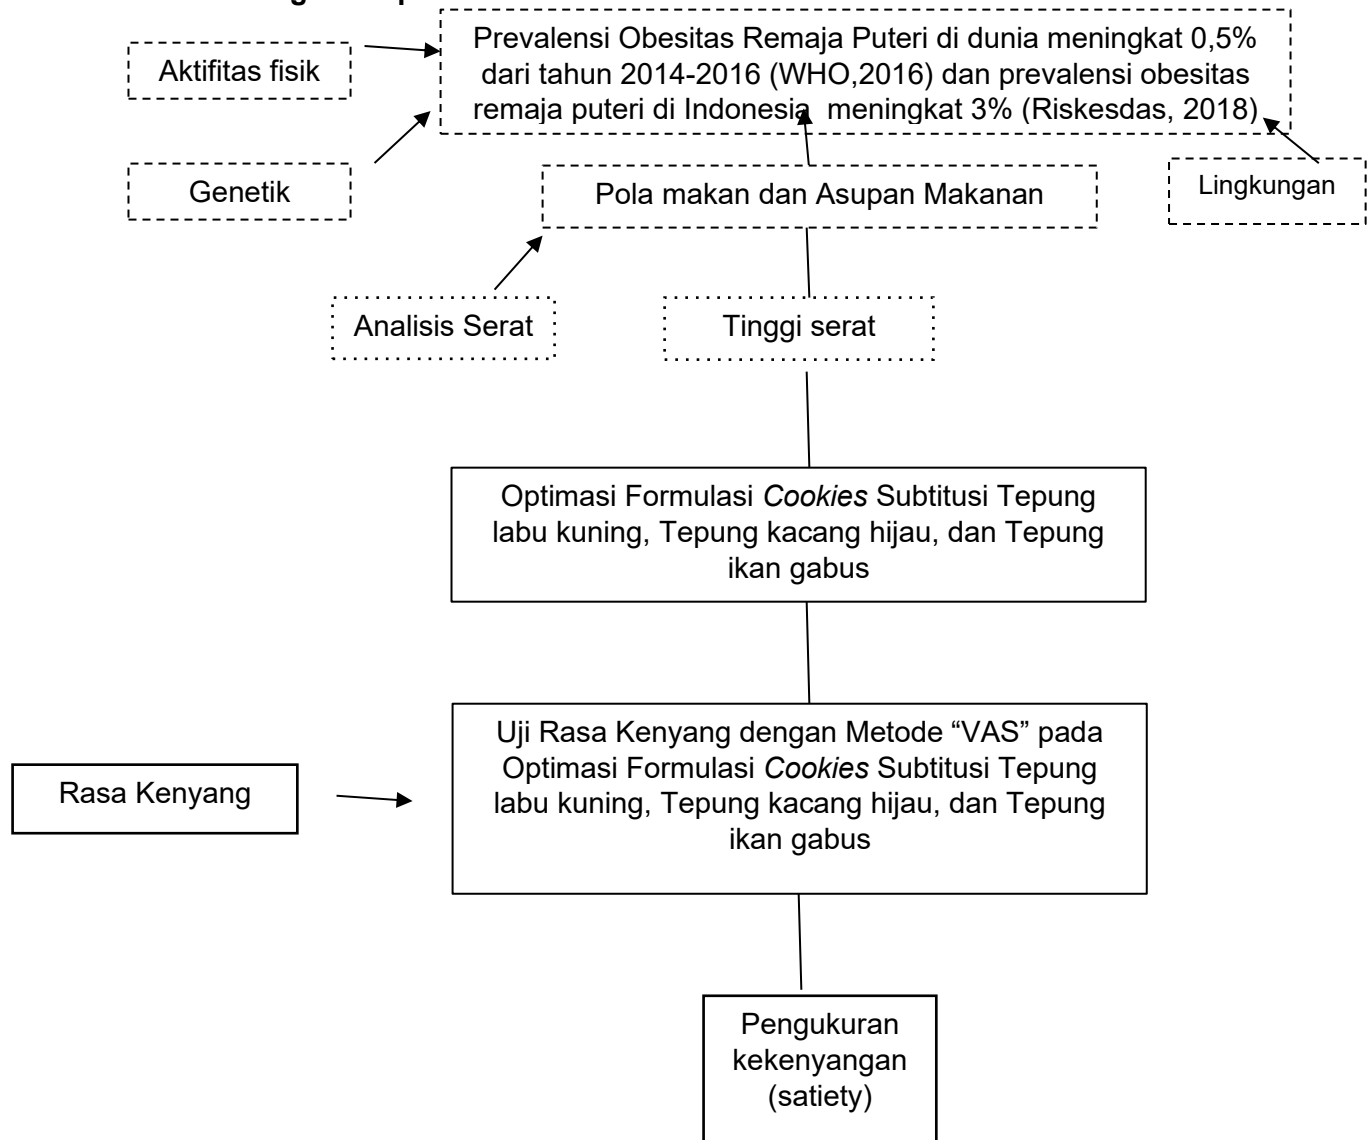 Prevalensi Obesitas Remaja Puteri di dunia meningkat 0,5%
dari tahun 2014-2016 (WHO,2016) dan prevalensi obesitas
remaja puteri di Indonesia meningkat 3% (Riskesdas, 2018)
Aktifitas fisik
Genetik
Pola makan dan Asupan Makanan
Lingkungan
Analisis Serat
Tinggi serat
Optimasi Formulasi Cookies Subtitusi Tepung
labu kuning, Tepung kacang hijau, dan Tepung
ikan gabus
Uji Rasa Kenyang dengan Metode “VAS” pada
Optimasi Formulasi Cookies Subtitusi Tepung
labu kuning, Tepung kacang hijau, dan Tepung
ikan gabus
Rasa Kenyang
Pengukuran
kekenyangan
(satiety)